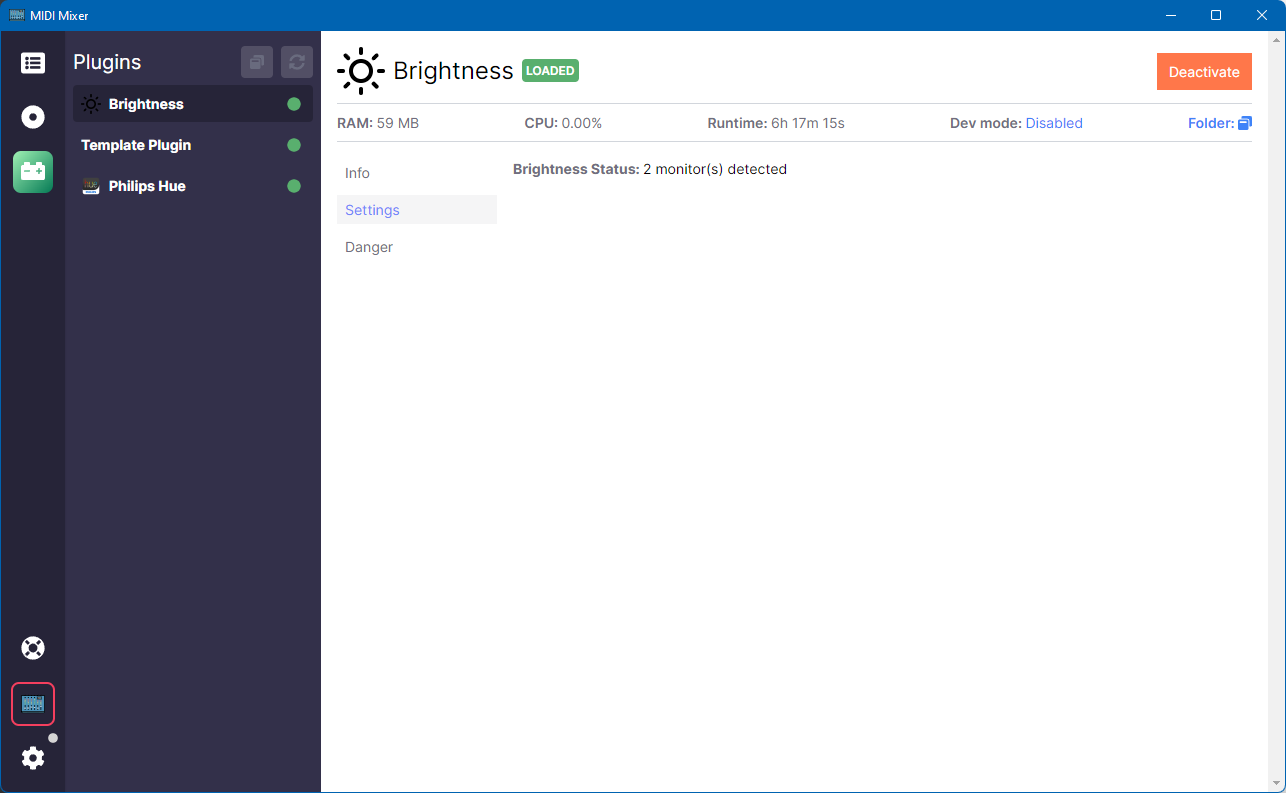 MIDI Mixer
Plugins
Brightness
Template Plugin
Philips Hue
Brightness LOADED
Deactivate
RAM: 59 MB CPU: 0.00% Runtime: 6h 17m 15s Dev mode: Disabled Folder:
Info
Settings
Danger
Brightness Status: 2 monitor(s) detected